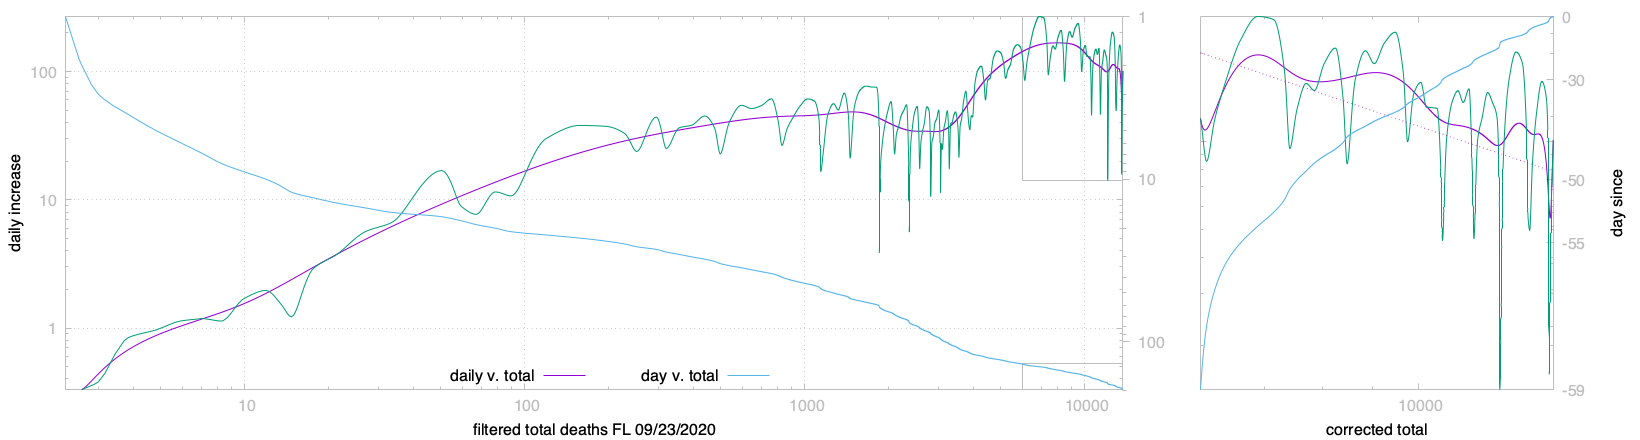 daily increase
100
10
1
10
100
1000
10000
1
10
100
daily v. total
day v. total
filtered total deaths FL 09/23/2020
0
-30
-50
-55
-59
day since
10000
corrected total